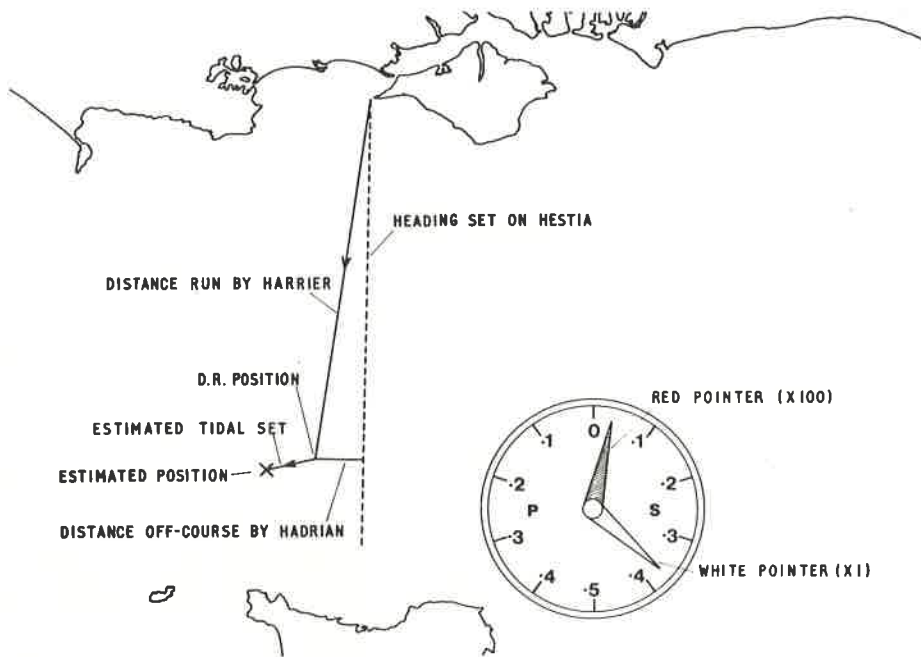 HEADING SET ON HESTIA
DISTANCE RUN BY HARRIER
D.R. POSITION
ESTIMATED TIDAL SET
ESTIMATED POSITION
DISTANCE OFF-COURSE BY HADRIAN
RED POINTER (X100)
0
·1 ·1
·2 ·2
P S
·3 ·3
·4 ·4
·5
WHITE POINTER (X1)